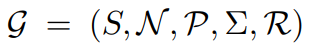 𝒢 = (S, 𝒩, 𝒫, Σ, ℛ)